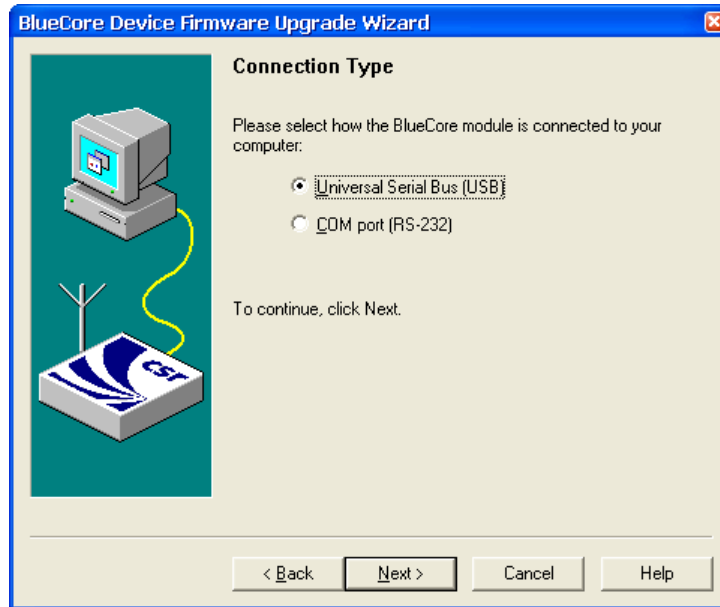 BlueCore Device Firmware Upgrade Wizard
Connection Type
Please select how the BlueCore module is connected to your
computer:
Universal Serial Bus (USB)
COM port (RS-232)
To continue, click Next.
csr
< Back Next > Cancel Help